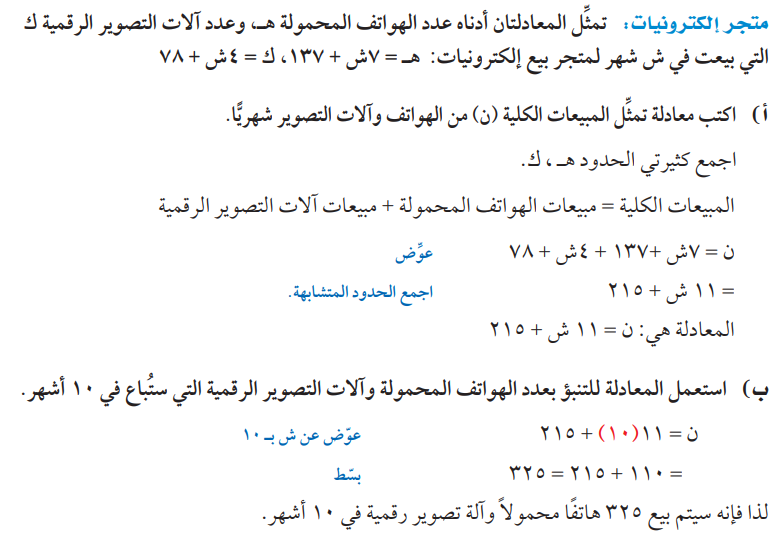 متجر إلكترونيات: تمثِّل المعادلتان أدناه عدد الهواتف المحمولة هـ، وعدد آلات التصوير الرقمية ك
التي بيعت في ش شهر لمتجر بيع إلكترونيات: هـ = ٧ش + ١٣٧، ك = ٤ش + ٧٨
أ) اكتب معادلة تمثِّل المبيعات الكلية (ن) من الهواتف وآلات التصوير شهريًّا.
اجمع كثيرتي الحدود هـ ، ك.
المبيعات الكلية = مبيعات الهواتف المحمولة + مبيعات آلات التصوير الرقمية
ن = ٧ش +١٣٧ + ٤ش + ٧٨ عوِّض
= ١١ ش + ٢١٥ اجمع الحدود المتشابهة.
المعادلة هي: ن = ١١ ش + ٢١٥
ب) استعمل المعادلة للتنبؤ بعدد الهواتف المحمولة وآلات التصوير الرقمية التي ستُباع في ١٠ أشهر.
ن = ١١(١٠) + ٢١٥ عوّض عن ش بـ ١٠
= ١١٠ + ٢١٥ = ٣٢٥ بسّط
لذا فإنه سيتم بيع ٣٢٥ هاتفًا محمولاً وآلة تصوير رقمية في ١٠ أشهر.